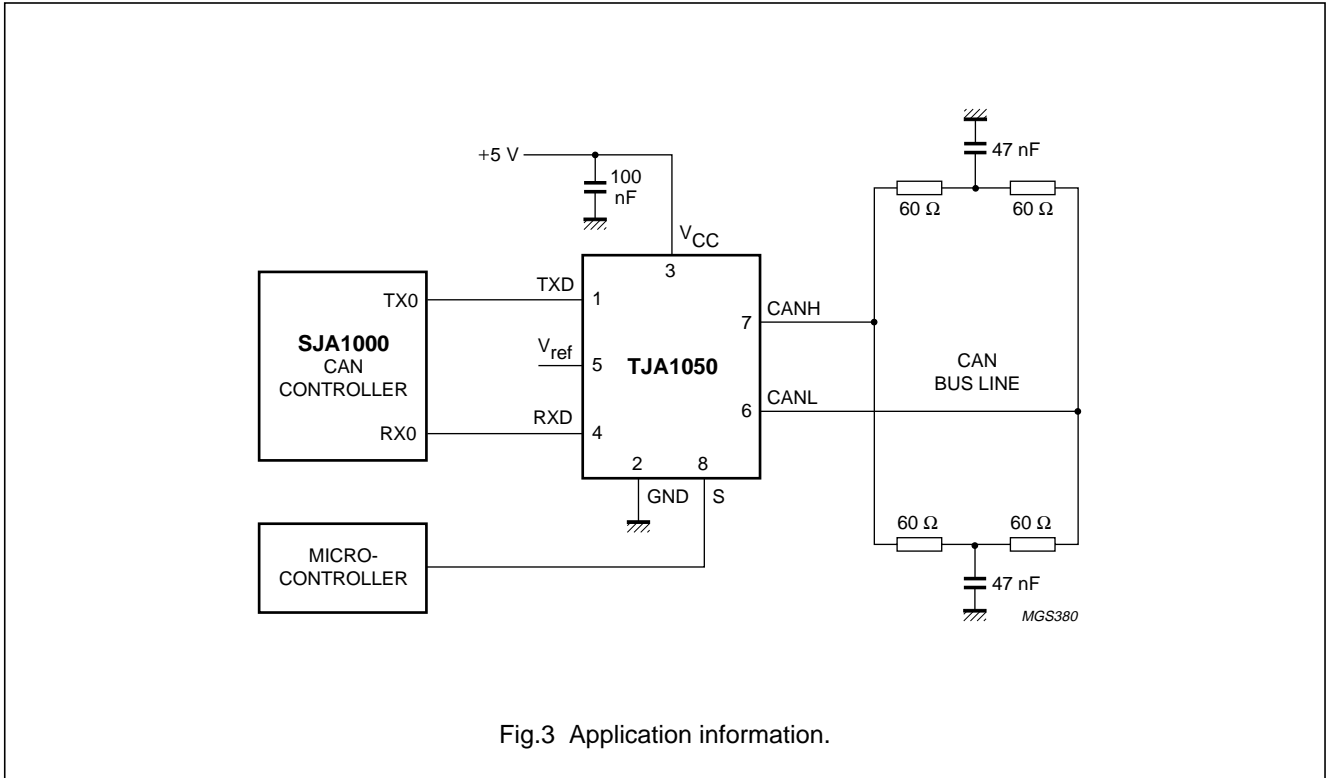 +5 V
100
nF
47 nF
60 Ω
60 Ω
VCC
3
SJA1000
CAN
CONTROLLER
TX0
RX0
TXD
1
Vref
5
RXD
4
TJA1050
7
CANH
6
CANL
2
8
GND
S
CAN
BUS LINE
MICRO-
CONTROLLER
60 Ω
60 Ω
47 nF
MGS380
Fig.3 Application information.